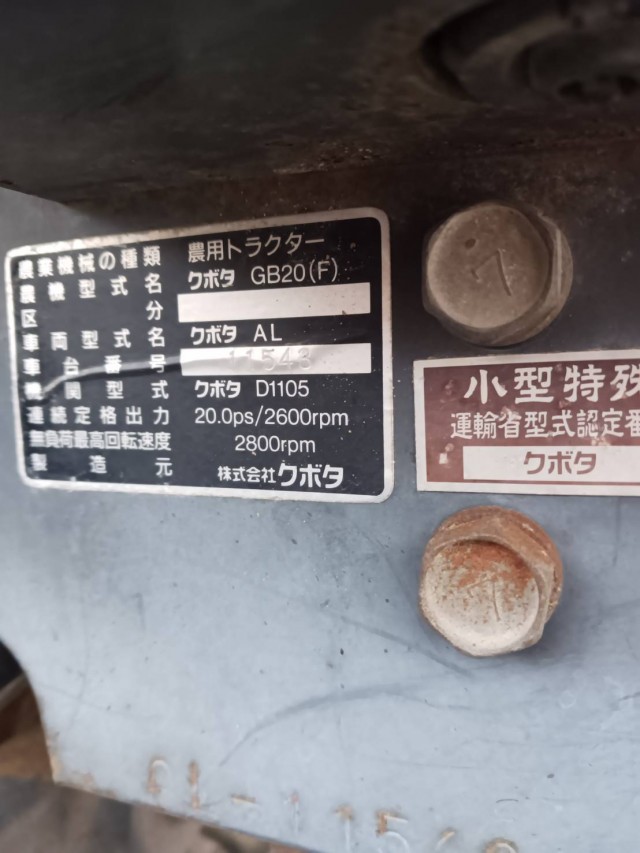 農業機械の種類 農用トラクター
農機型式名 クボタ GB20(F)
区分
車両型式名 クボタ AL
車台番号 11543
機関型式 クボタ D1105
連続定格出力 20.0ps/2600rpm
無負荷最高回転速度 2800rpm
製造元 株式会社クボタ
小型特殊
運輸省型式認定番
クボタ
7
7